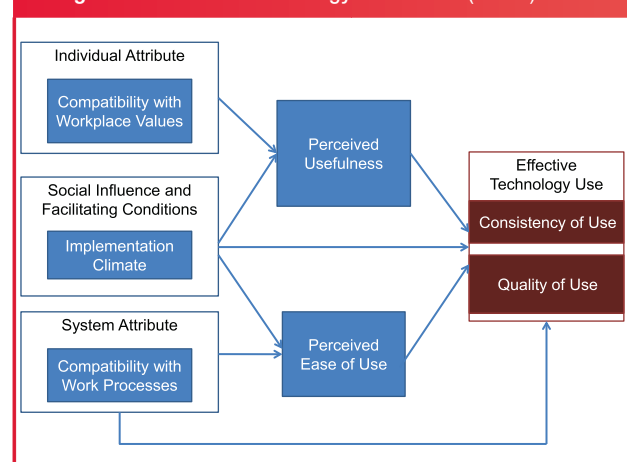 Individual Attribute
Compatibility with
Workplace Values
Perceived
Usefulness
Effective
Technology Use
Consistency of Use
Quality of Use
Social Influence and
Facilitating Conditions
Implementation
Climate
System Attribute
Compatibility with
Work Processes
Perceived
Ease of Use